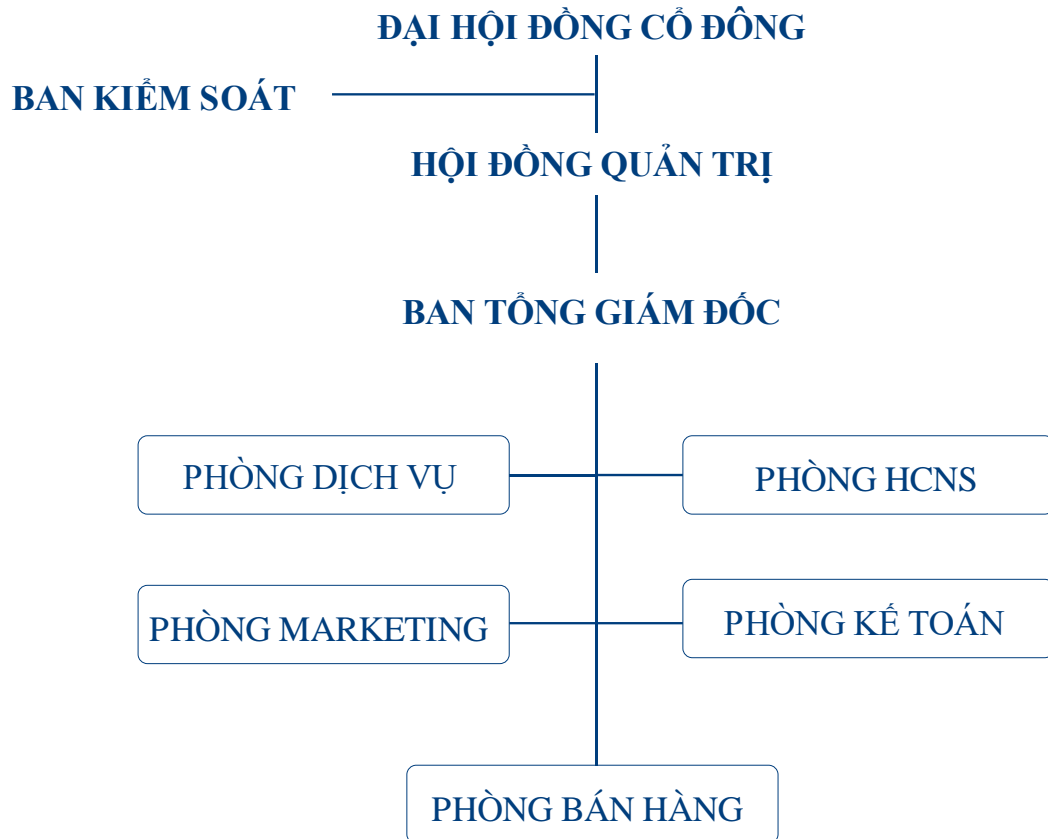 ĐẠI HỘI ĐỒNG CỔ ĐÔNG
BAN KIỂM SOÁT
HỘI ĐỒNG QUẢN TRỊ
BAN TỔNG GIÁM ĐỐC
PHÒNG DỊCH VỤ
PHÒNG HCNS
PHÒNG MARKETING
PHÒNG KẾ TOÁN
PHÒNG BÁN HÀNG